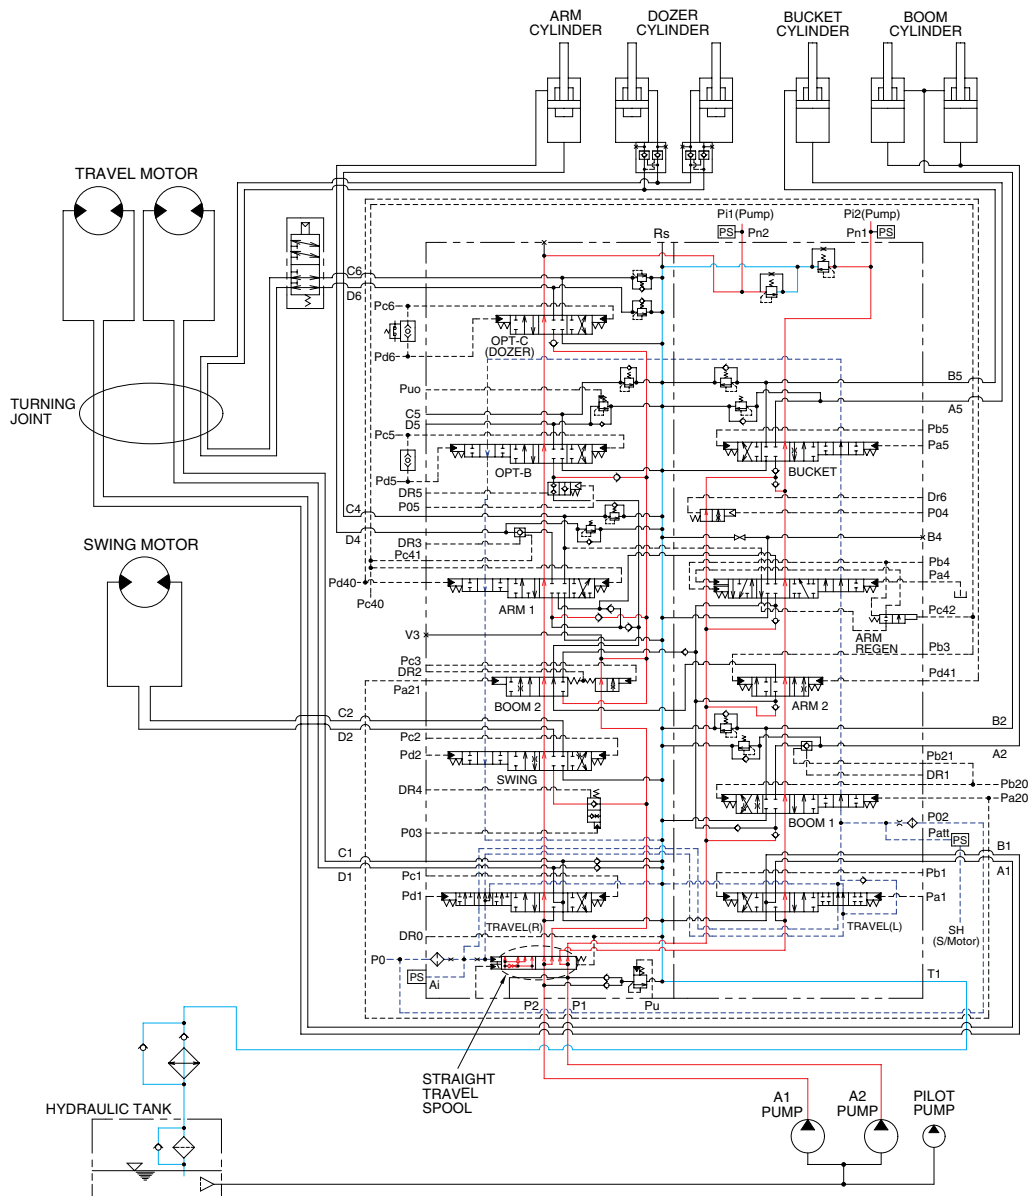 ARM
CYLINDER
DOZER
CYLINDER
BUCKET
CYLINDER
BOOM
CYLINDER
TRAVEL MOTOR
Pi1(Pump)
Pi2(Pump)
PS
Pn2
Pn1
PS
Rs
C6
D6
Pc6
Pd6
OPT-C
(DOZER)
TURNING
JOINT
Puo
C5
D5
Pc5
Pd5
OPT-B
B5
A5
Pb5
Pa5
BUCKET
DR5
P05
Dr6
P04
C4
D4
DR3
Pc41
B4
SWING MOTOR
Pd40
Pc40
ARM 1
Pb4
Pa4
Pc42
ARM
REGEN
V3
Pc3
DR2
Pa21
BOOM 2
Pb3
Pd41
ARM 2
C2
D2
Pc2
Pd2
SWING
B2
A2
Pb21
DR1
Pb20
Pa20
BOOM 1
DR4
P03
P02
Patt
PS
C1
D1
B1
A1
Pc1
Pd1
TRAVEL(R)
Pb1
Pa1
TRAVEL(L)
DR0
P0
PS
Ai
SH
(S/Motor)
T1
P2
P1
Pu
STRAIGHT
TRAVEL
SPOOL
HYDRAULIC TANK
A1
PUMP
A2
PUMP
PILOT
PUMP